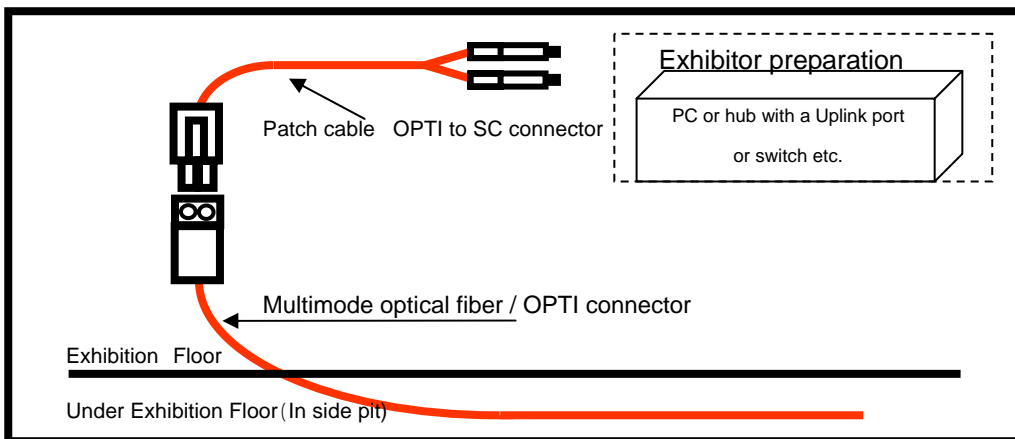 Exhibitor preparation
PC or hub with a Uplink port
or switch etc.
Patch cable OPTI to SC connector
Multimode optical fiber / OPTI connector
Exhibition Floor
Under Exhibition Floor(In side pit)